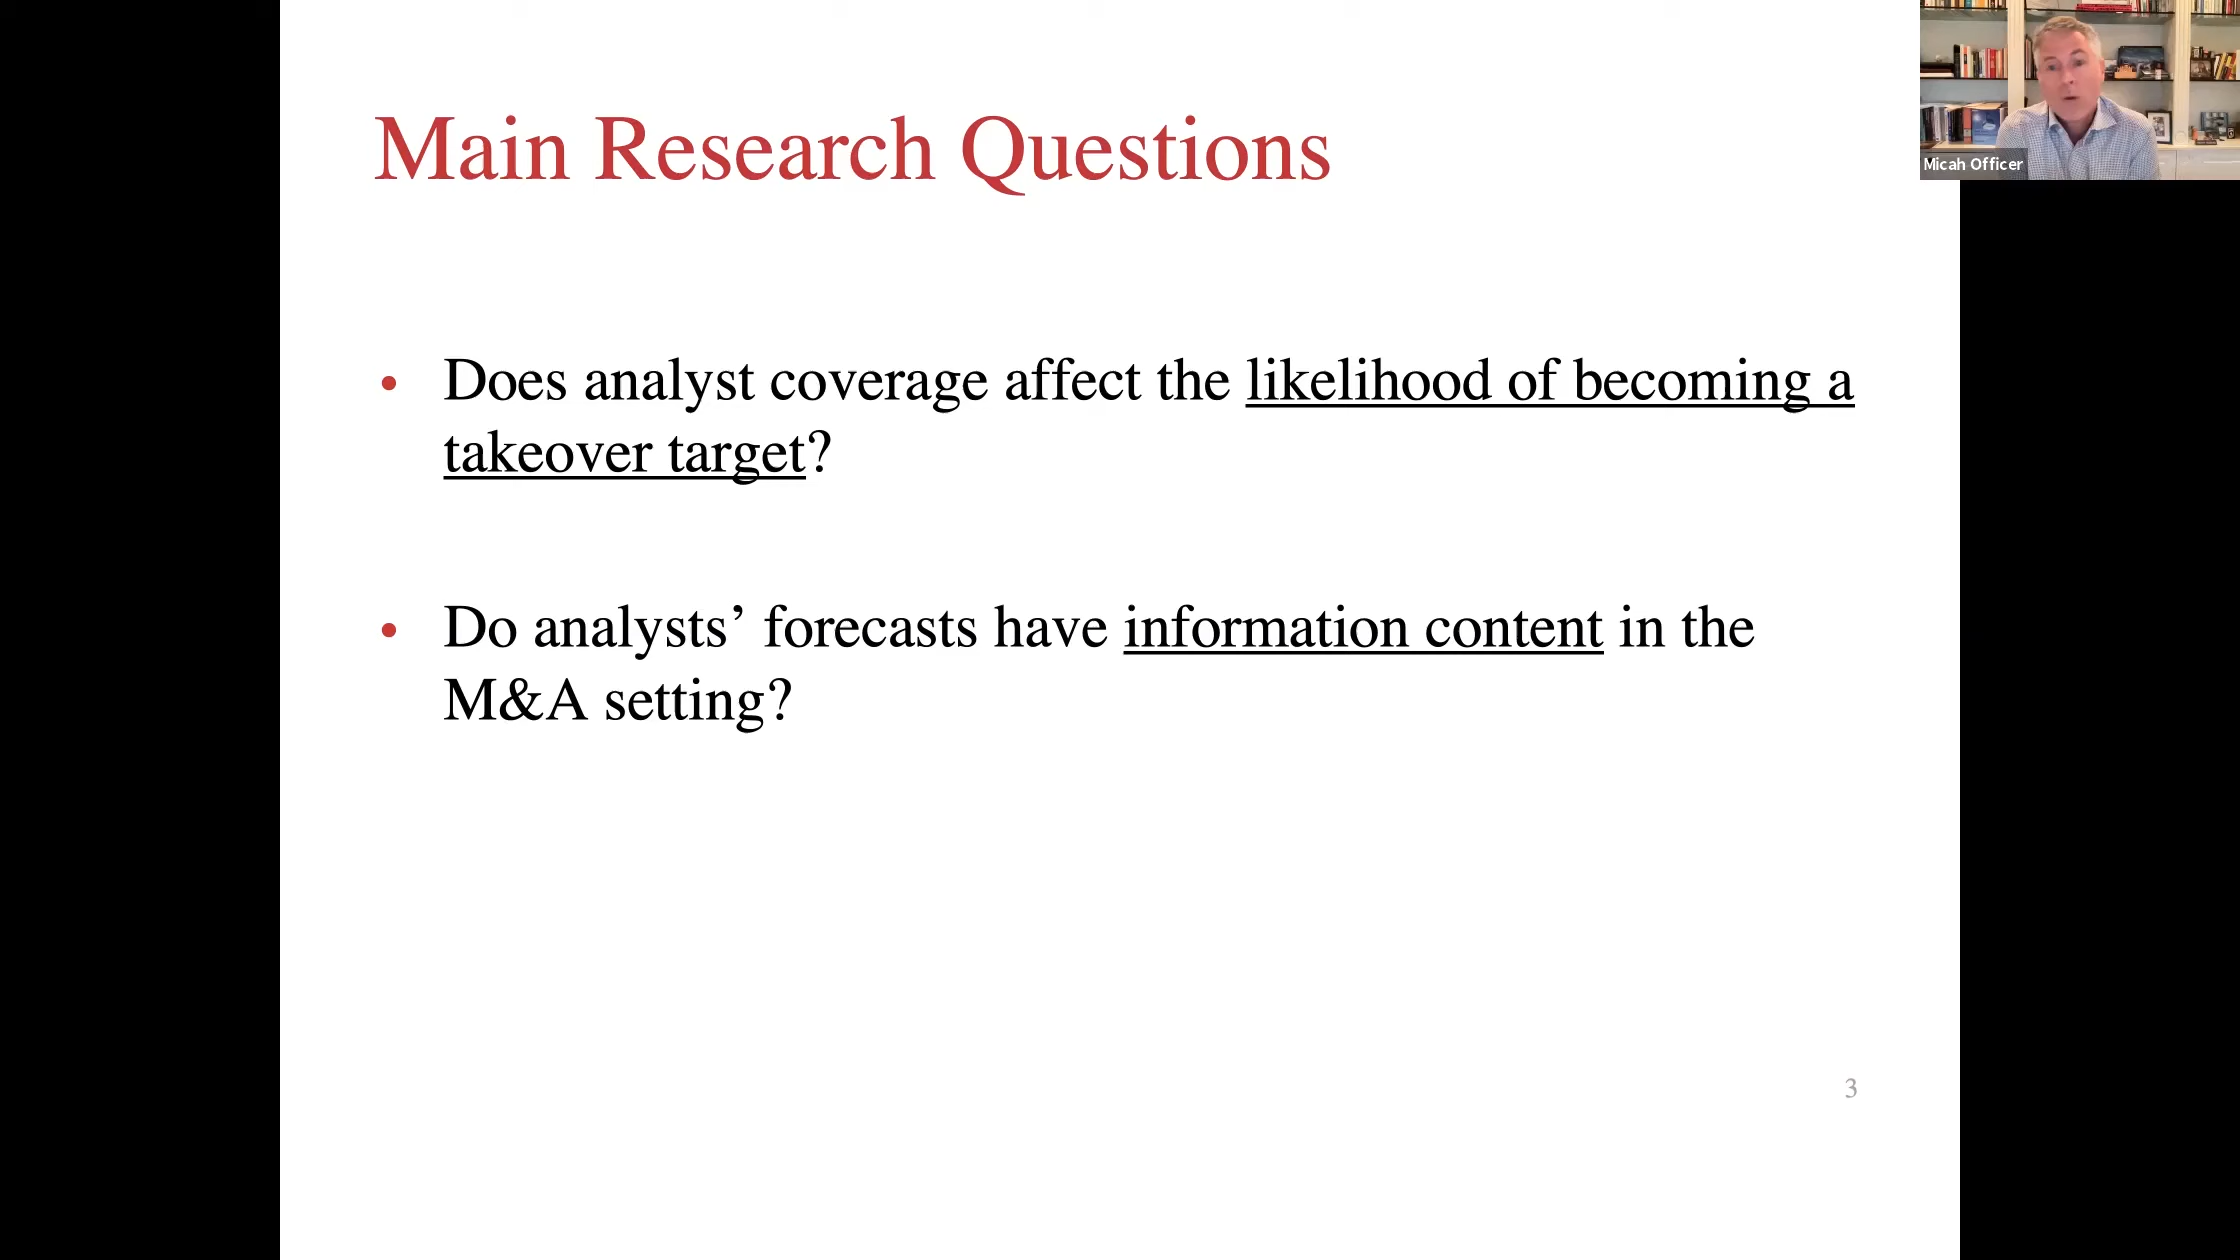 Main Research Questions
Micah Officer
• Does analyst coverage affect the likelihood of becoming a
takeover target?
• Do analysts’ forecasts have information content in the
M&A setting?
3